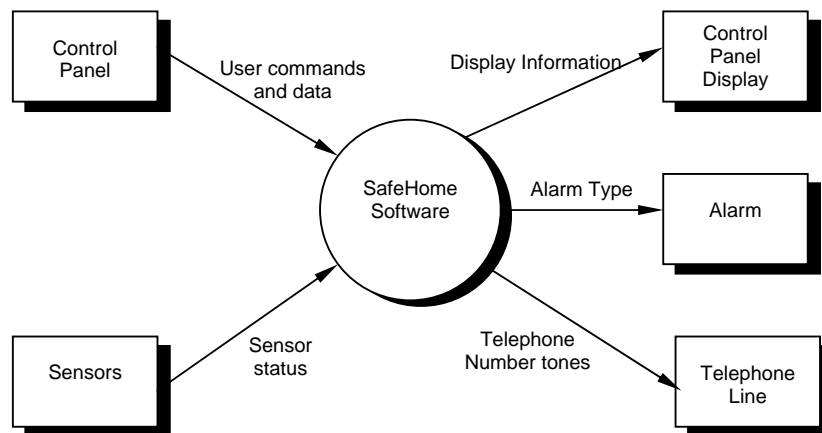 Control
Panel
User commands
and data
Display Information
Control
Panel
Display
SafeHome
Software
Alarm Type
Alarm
Sensors
Sensor
status
Telephone
Number tones
Telephone
Line